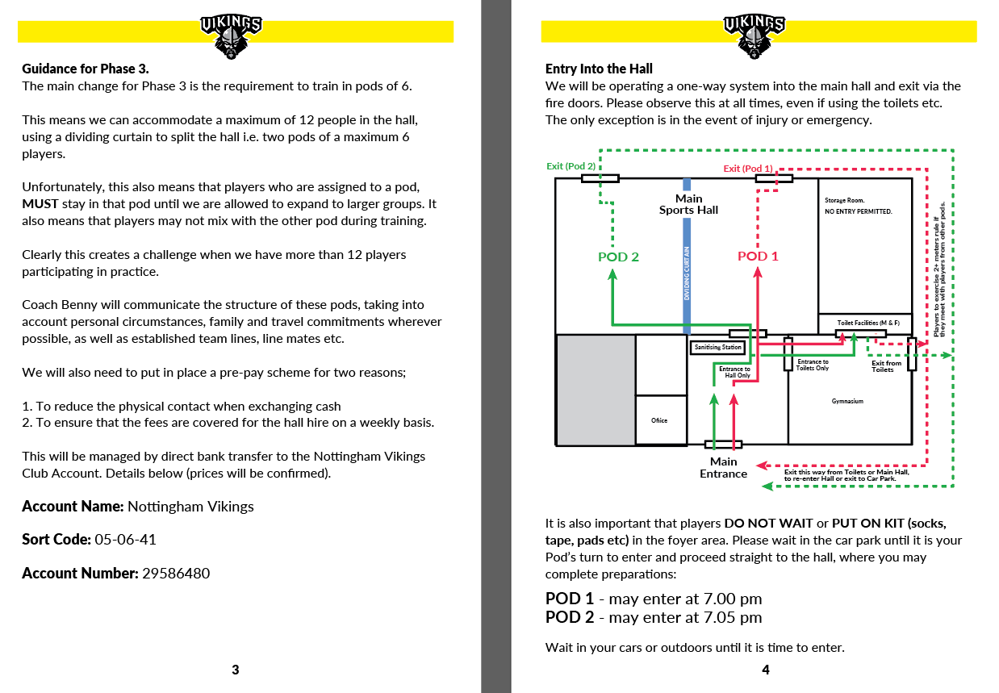 VIKINGS
Guidance for Phase 3.
The main change for Phase 3 is the requirement to train in pods of 6.
This means we can accommodate a maximum of 12 people in the hall,
using a dividing curtain to split the hall i.e. two pods of a maximum 6
players.
Unfortunately, this also means that players who are assigned to a pod,
MUST stay in that pod until we are allowed to expand to larger groups. It
also means that players may not mix with the other pod during training.
Clearly this creates a challenge when we have more than 12 players
participating in practice.
Coach Benny will communicate the structure of these pods, taking into
account personal circumstances, family and travel commitments wherever
possible, as well as established team lines, line mates etc.
We will also need to put in place a pre-pay scheme for two reasons;
1. To reduce the physical contact when exchanging cash
2. To ensure that the fees are covered for the hall hire on a weekly basis.
This will be managed by direct bank transfer to the Nottingham Vikings
Club Account. Details below (prices will be confirmed).
Account Name: Nottingham Vikings
Sort Code: 05-06-41
Account Number: 29586480
3
VIKINGS
Entry Into the Hall
We will be operating a one-way system into the main hall and exit via the
fire doors. Please observe this at all times, even if using the toilets etc.
The only exception is in the event of injury or emergency.
Exit (Pod 2)
Exit (Pod 1)
Main
Sports Hall
Storage Room.
NO ENTRY PERMITTED.
POD 2
DIVIDING CURTAIN
POD 1
Players to exercise 2+ meters rule if
they meet with players from other pods.
Toilet Facilities (M & F)
Sanitising Station
Entrance to
Hall Only
Entrance to
Toilets Only
Exit from
Toilets
Gymnasium
Ofiice
Main
Entrance
Exit this way from Toilets or Main Hall,
to re-enter Hall or exit to Car Park.
It is also important that players DO NOT WAIT or PUT ON KIT (socks,
tape, pads etc) in the foyer area. Please wait in the car park until it is your
Pod's turn to enter and proceed straight to the hall, where you may
complete preparations:
POD 1 - may enter at 7.00 pm
POD 2 - may enter at 7.05 pm
Wait in your cars or outdoors until it is time to enter.
4